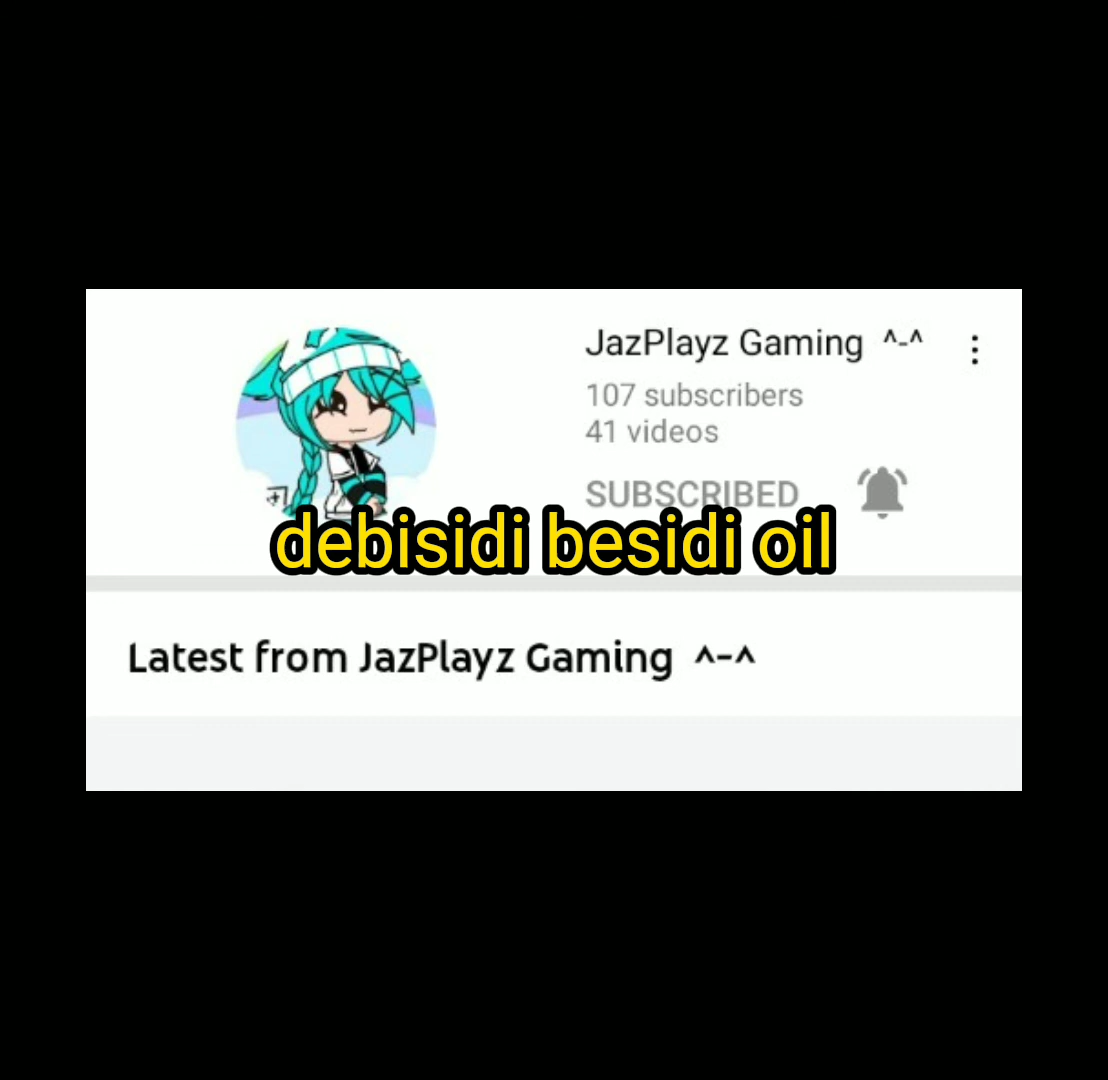 JazPlayz Gaming ^-^
107 subscribers
41 videos
SUBSCRIBED
debisidi besidi oil
Latest from JazPlayz Gaming ^-^